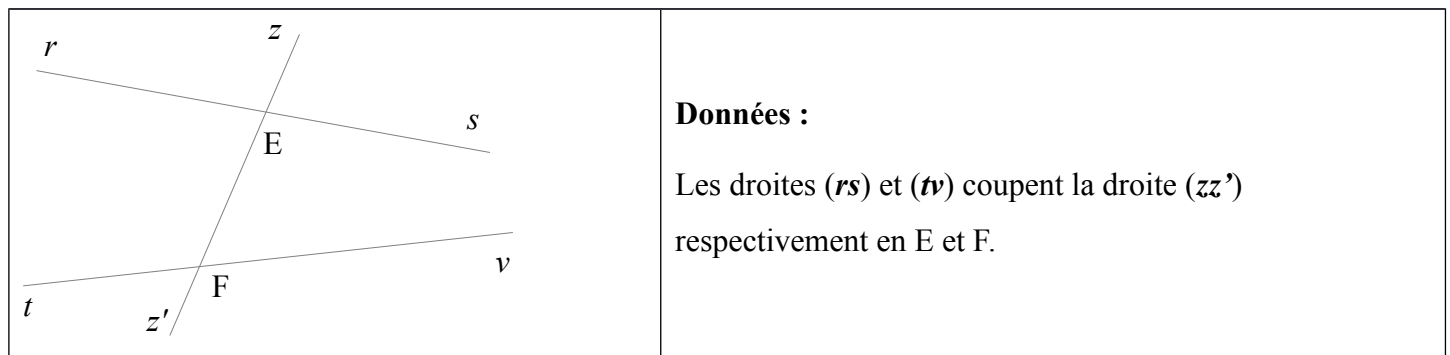 z
r
s
E
v
F
t
z'
Données :
Les droites (rs) et (tv) coupent la droite (zz’)
respectivement en E et F.